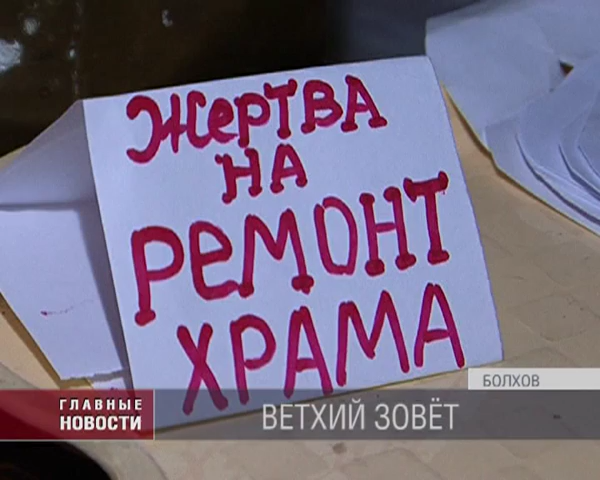 Жертва
на
ремонт
храма
БОЛХОВ
ГЛАВНЫЕ
НОВОСТИ
ВЕТХИЙ ЗОВЁТ